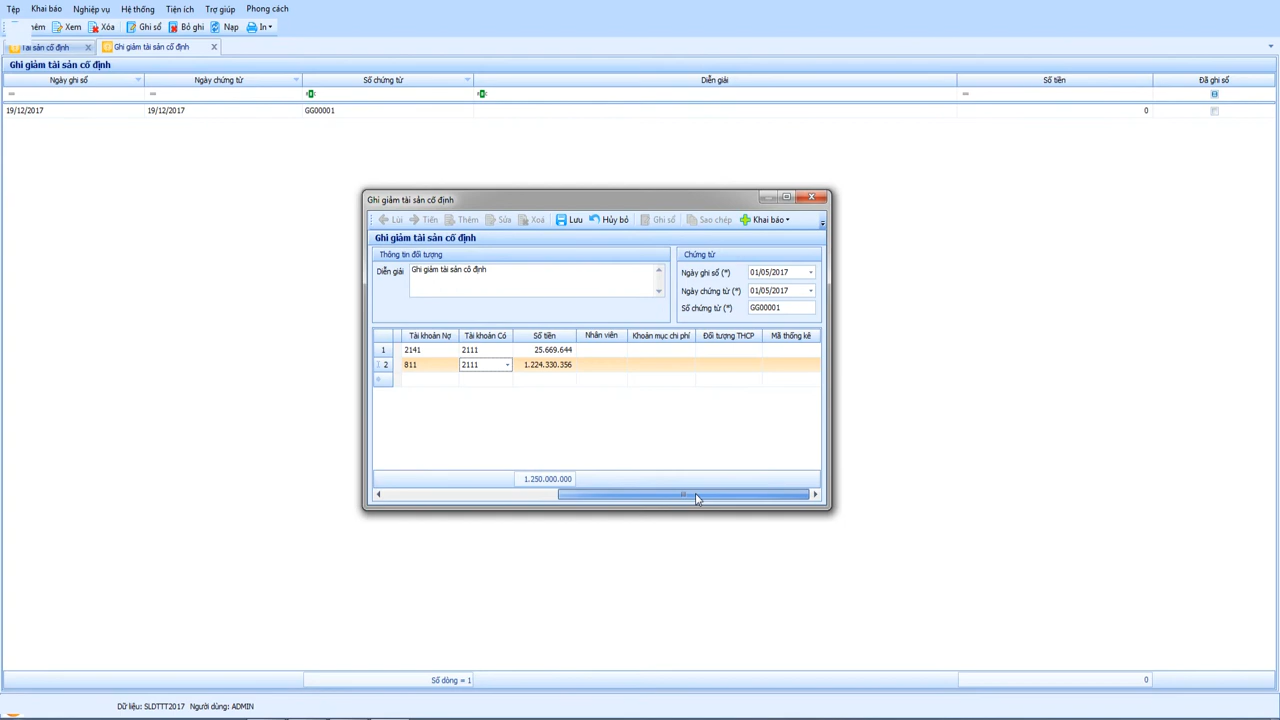 Tệp Khai báo Nghiệp vụ Hệ thống Tiện ích Trợ giúp Phong cách
Xem Xóa Ghi sổ Bỏ ghi Nạp In
Tài sản cố định Ghi giảm tài sản cố định
Ghi giảm tài sản cố định
Ngày ghi sổ Ngày chứng từ Số chứng từ Diễn giải Số tiền Đã ghi sổ
19/12/2017 19/12/2017 GG00001 0
Ghi giảm tài sản cố định
Lùi Tiến Thêm Sửa Xoá Lưu Hủy bỏ Ghi sổ Sao chép Khai báo
Ghi giảm tài sản cố định
Thông tin đối tượng Chứng từ
Diễn giải Ghi giảm tài sản cố định Ngày ghi sổ (*) 01/05/2017
Ngày chứng từ (*) 01/05/2017
Số chứng từ (*) GG00001
Tài khoản Nợ Tài khoản Có Số tiền Nhân viên Khoản mục chi phí Đối tượng THCP Mã thống kê
1 2141 2111 25.669.644
2 811 2111 1.224.330.356
1.250.000.000
Số dòng = 1 0
Dữ liệu: SLDTTT2017 Người dùng: ADMIN